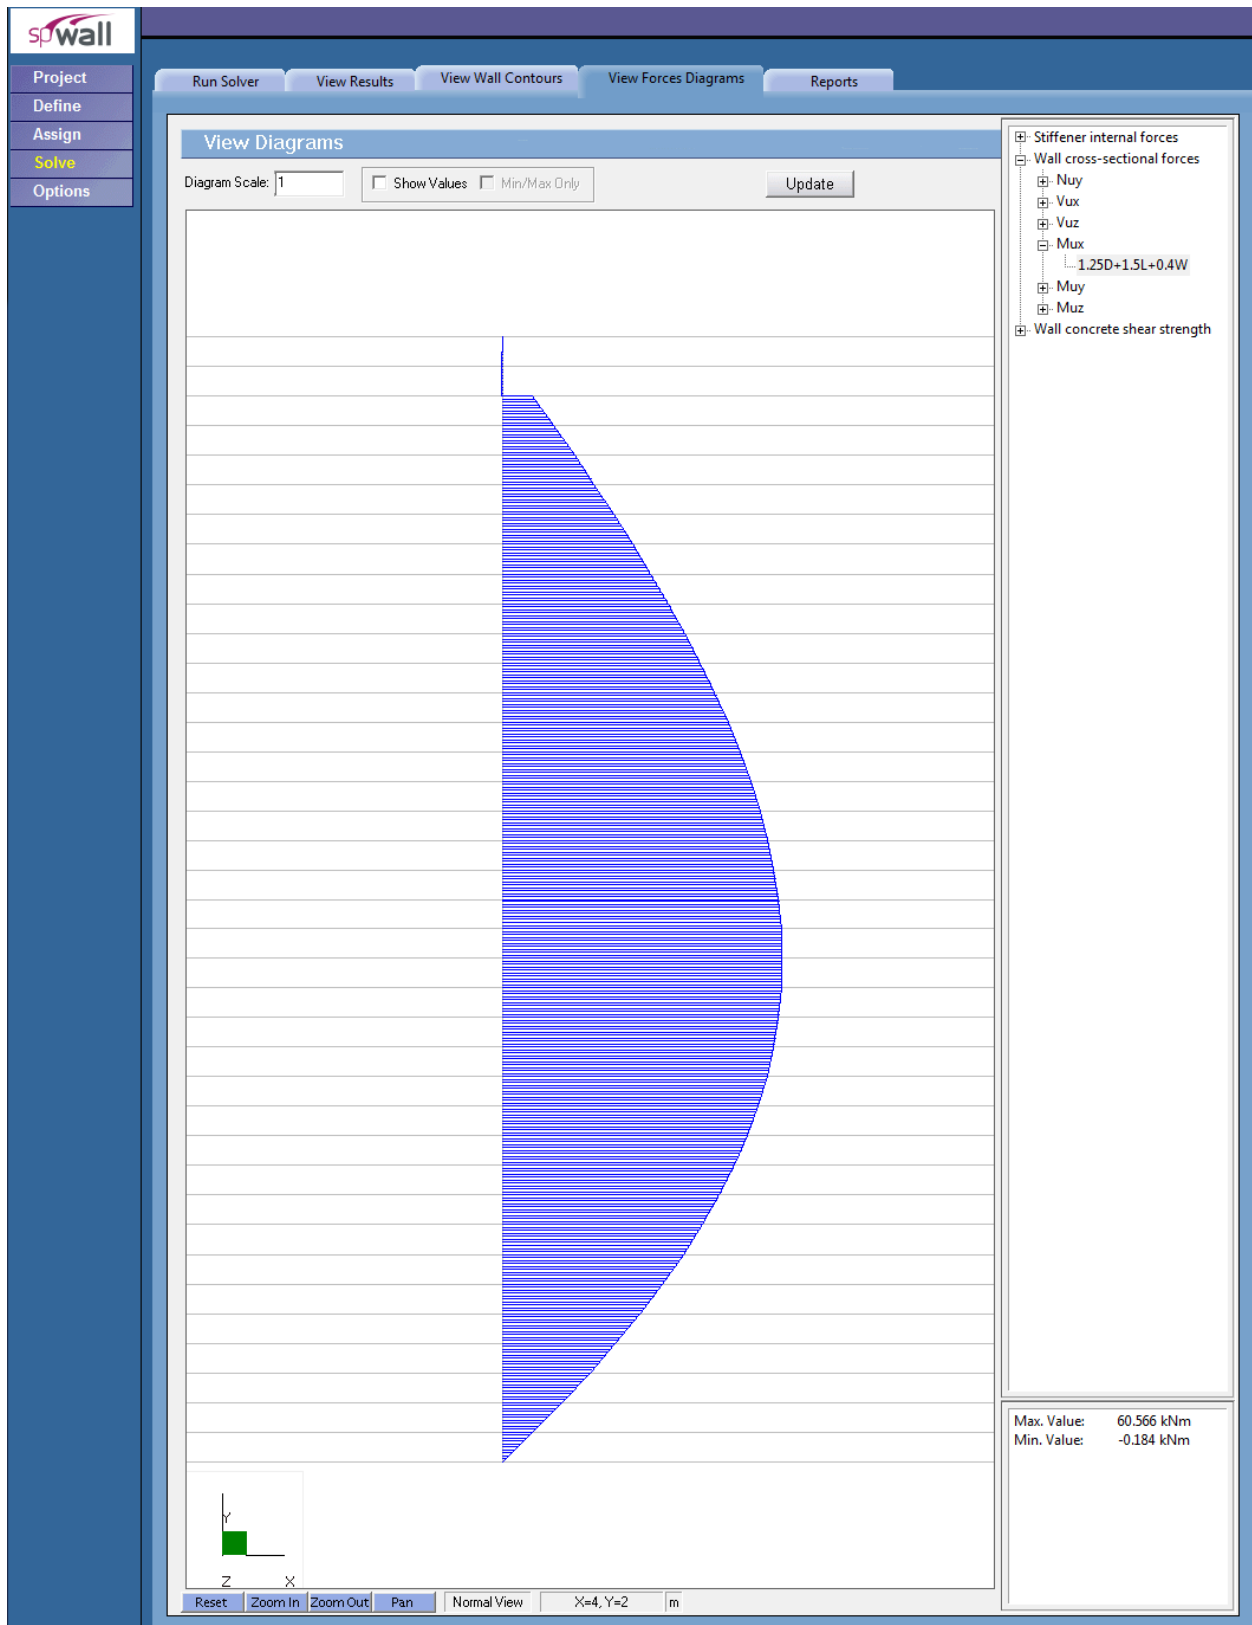 spwall
Project
Define
Assign
Solve
Options
Run Solver
View Results
View Wall Contours
View Forces Diagrams
Reports
View Diagrams
Diagram Scale: 1
Show Values
Min/Max Only
Update
Stiffener internal forces
Wall cross-sectional forces
Nuy
Vux
Vuz
Mux
1.25D+1.5L+0.4W
Muy
Muz
Wall concrete shear strength
Max. Value: 60.566 kNm
Min. Value: -0.184 kNm
Y
Z X
Reset Zoom In Zoom Out Pan Normal View X=4, Y=2 m